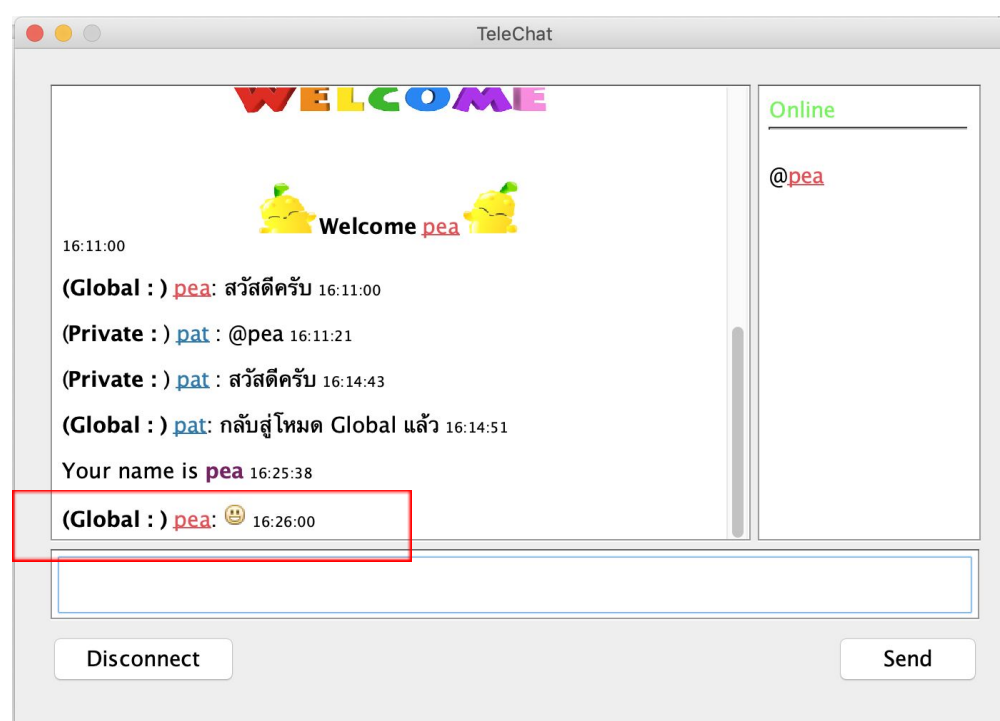 TeleChat
WELCOME
Welcome pea
16:11:00
(Global : ) pea: สวัสดีครับ 16:11:00
(Private : ) pat : @pea 16:11:21
(Private : ) pat : สวัสดีครับ 16:14:43
(Global : ) pat: กลับสู่โหมด Global แล้ว 16:14:51
Your name is pea 16:25:38
(Global : ) pea: 😃 16:26:00
Online
@pea
Disconnect
Send